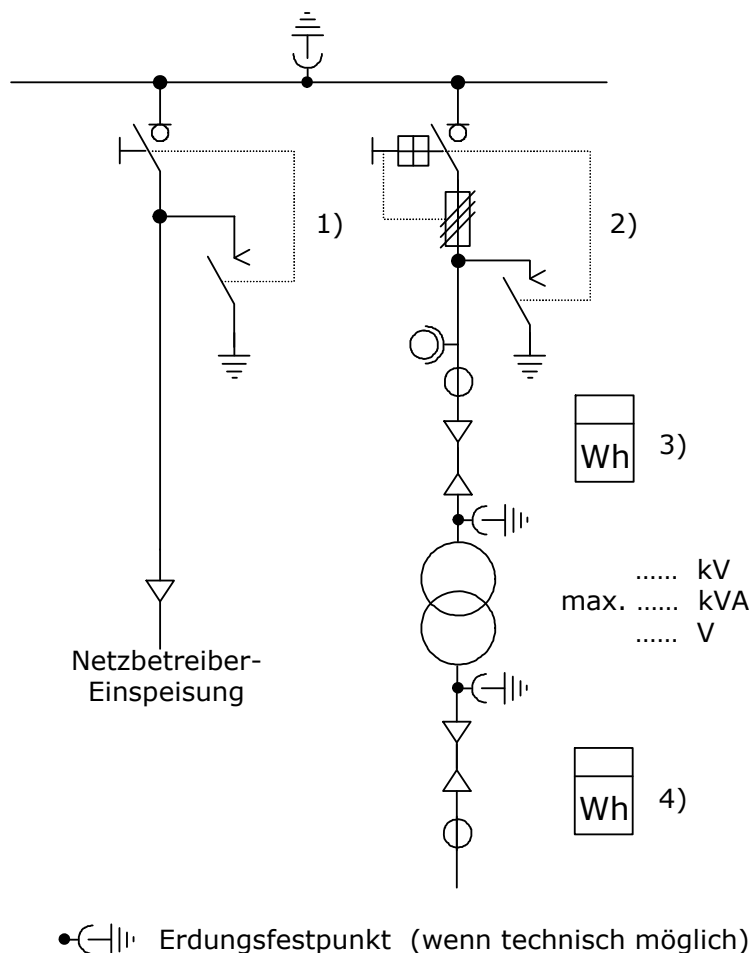 1)
2)
Wh 3)
...... kV
max. ...... kVA
...... V
Netzbetreiber-
Einspeisung
Wh 4)
Erdungsfestpunkt (wenn technisch möglich)